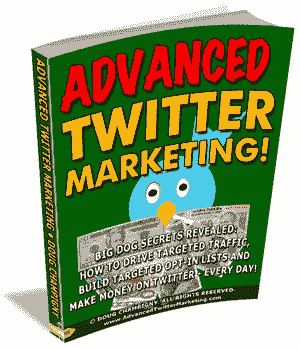 ADVANCED TWITTER MARKETING • DOUG CHAMPIGNY
ADVANCED
TWITTER
MARKETING!
BIG DOG SECRETS REVEALED:
HOW TO DRIVE TARGETED TRAFFIC,
BUILD TARGETED OPT-IN LISTS AND
MAKE MONEY ON TWITTER - EVERY DAY!
© DOUG CHAMPIGNY. ALL RIGHTS RESERVED.
www.AdvancedTwitterMarketing.com